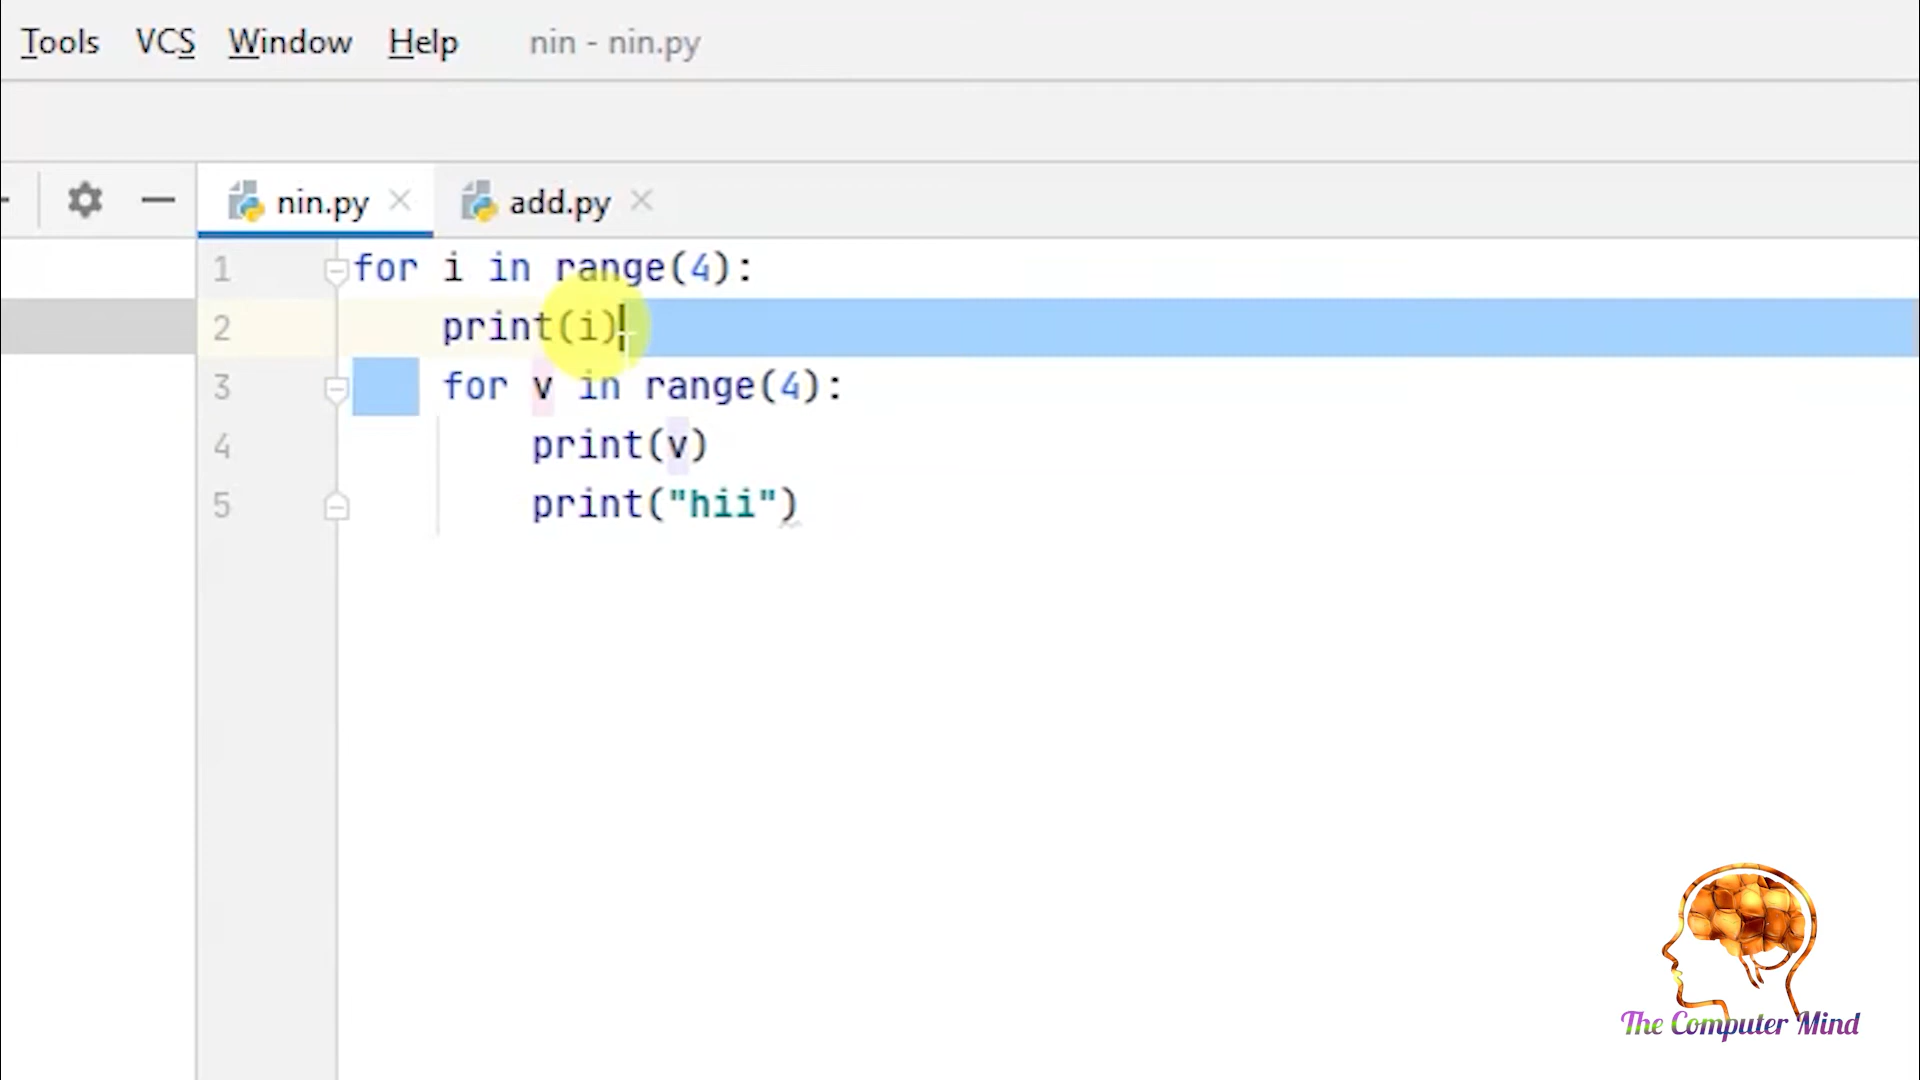 Tools VCS Window Help nin - nin.py
nin.py add.py
1 for i in range(4):
2 print(i)
3 for v in range(4):
4 print(v)
5 print("hii")
The Computer Mind